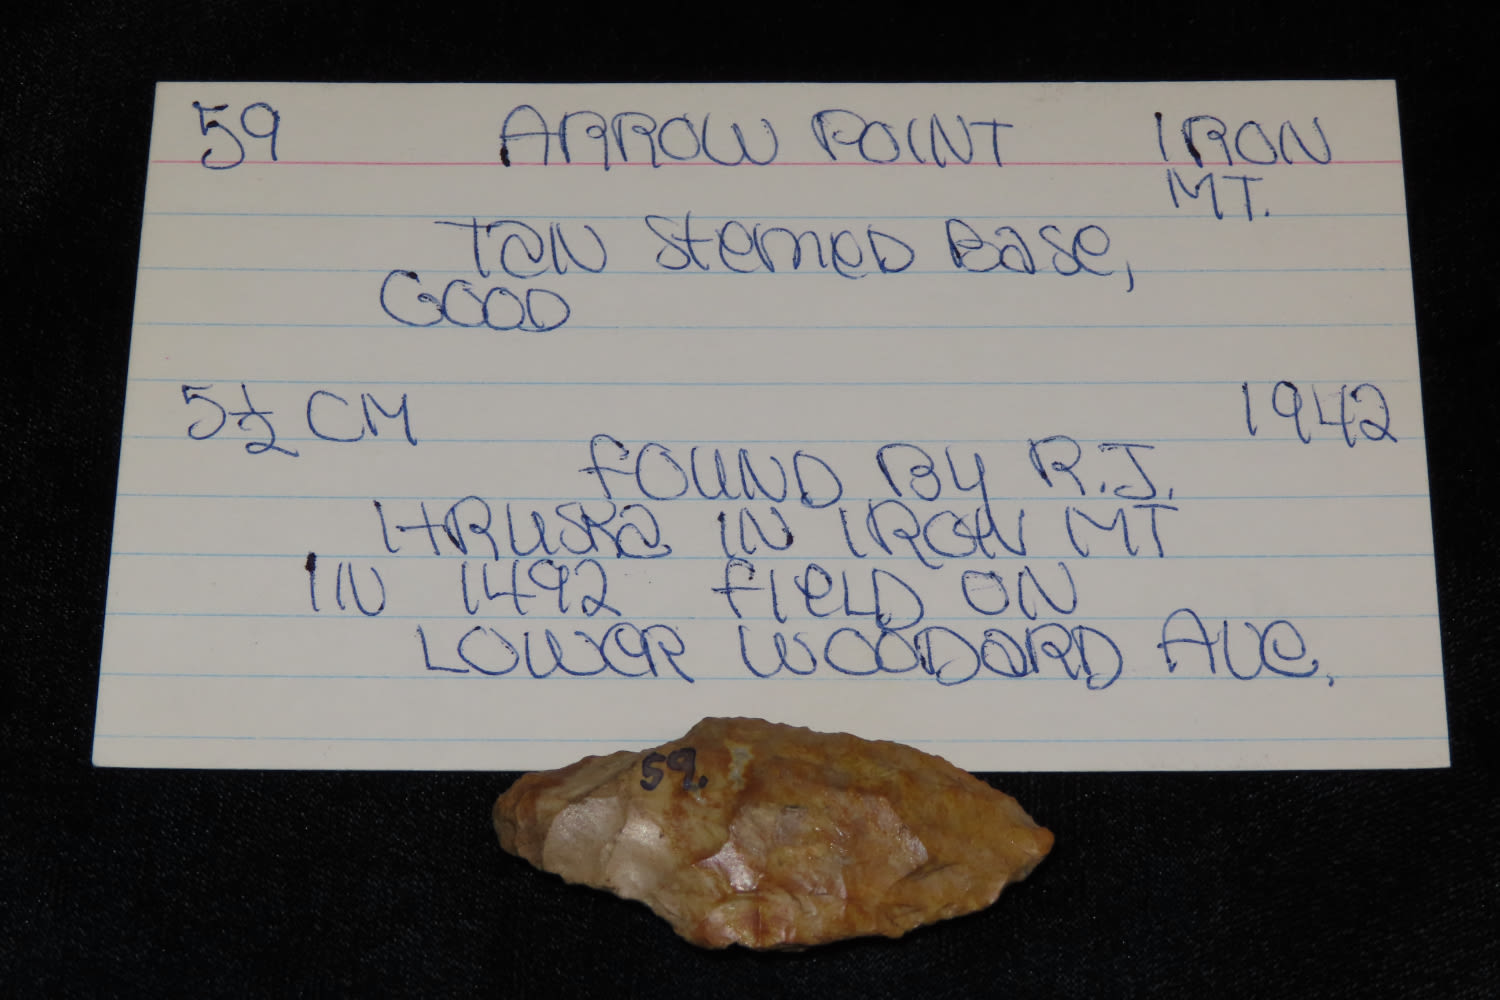 59 ARROW POINT IRON
MT.
TaN STemeD Base,
GOOD
5½ CM 1942
FOUND By R.J.
HRUSKa IN IRON MT
IN 1492 FIeLD ON
LOWeR WOODaRD AVe.
59.